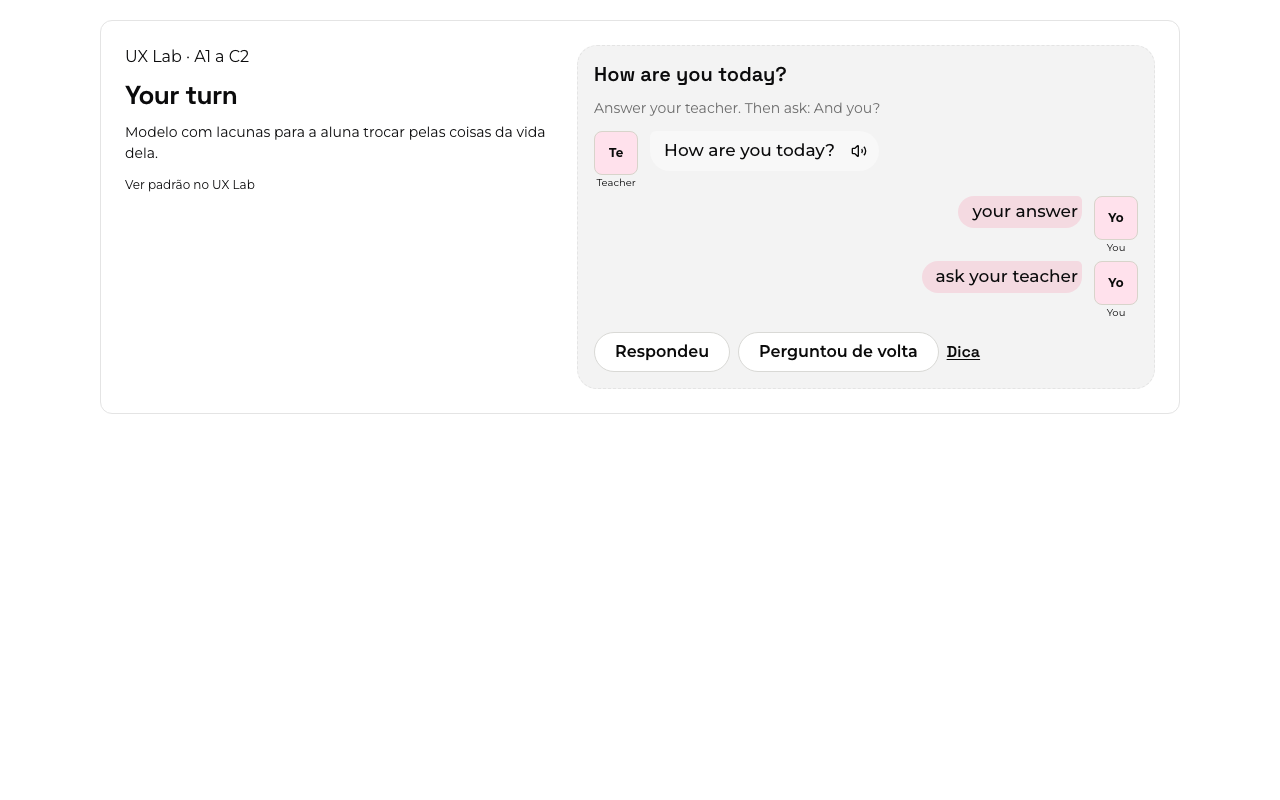 UX Lab · A1 a C2
Your turn
Modelo com lacunas para a aluna trocar pelas coisas da vida
dela.
Ver padrão no UX Lab
How are you today?
Answer your teacher. Then ask: And you?
Te
Teacher
How are you today?
your answer
Yo
You
ask your teacher
Yo
You
Respondeu
Perguntou de volta
Dica